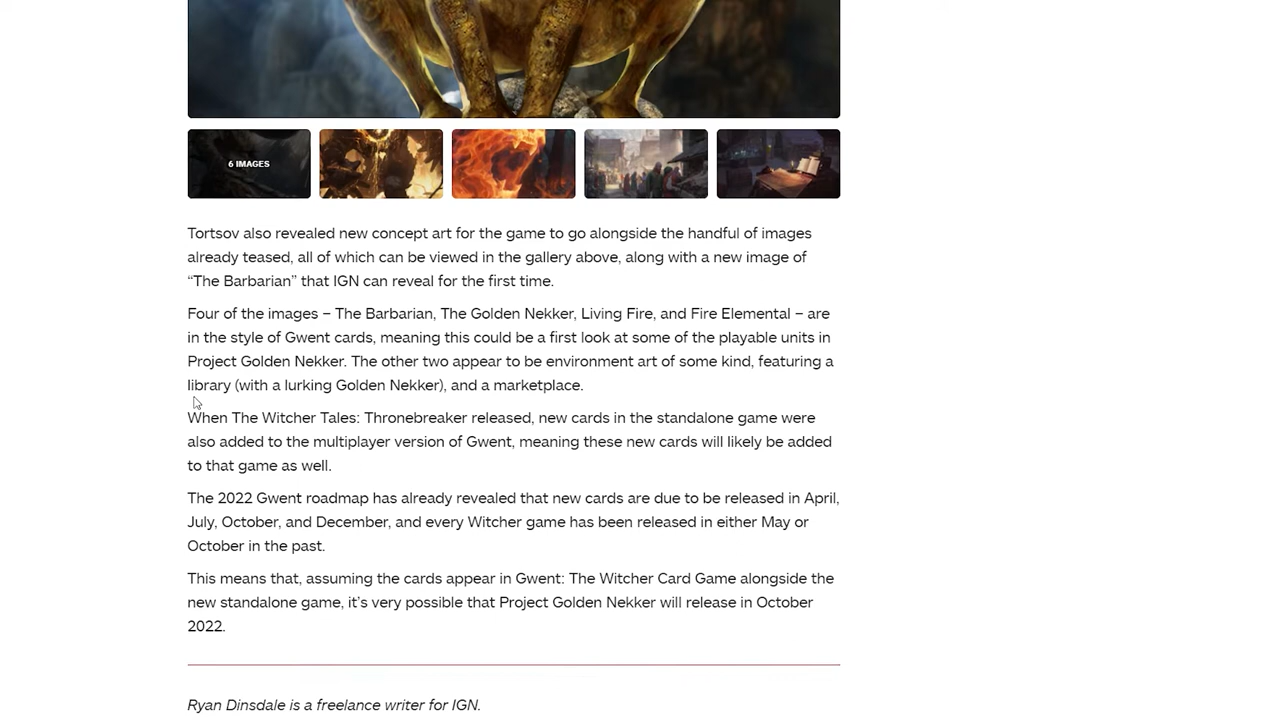 6 IMAGES
Tortsov also revealed new concept art for the game to go alongside the handful of images
already teased, all of which can be viewed in the gallery above, along with a new image of
“The Barbarian” that IGN can reveal for the first time.
Four of the images – The Barbarian, The Golden Nekker, Living Fire, and Fire Elemental – are
in the style of Gwent cards, meaning this could be a first look at some of the playable units in
Project Golden Nekker. The other two appear to be environment art of some kind, featuring a
library (with a lurking Golden Nekker), and a marketplace.
When The Witcher Tales: Thronebreaker released, new cards in the standalone game were
also added to the multiplayer version of Gwent, meaning these new cards will likely be added
to that game as well.
The 2022 Gwent roadmap has already revealed that new cards are due to be released in April,
July, October, and December, and every Witcher game has been released in either May or
October in the past.
This means that, assuming the cards appear in Gwent: The Witcher Card Game alongside the
new standalone game, it’s very possible that Project Golden Nekker will release in October
2022.
Ryan Dinsdale is a freelance writer for IGN.